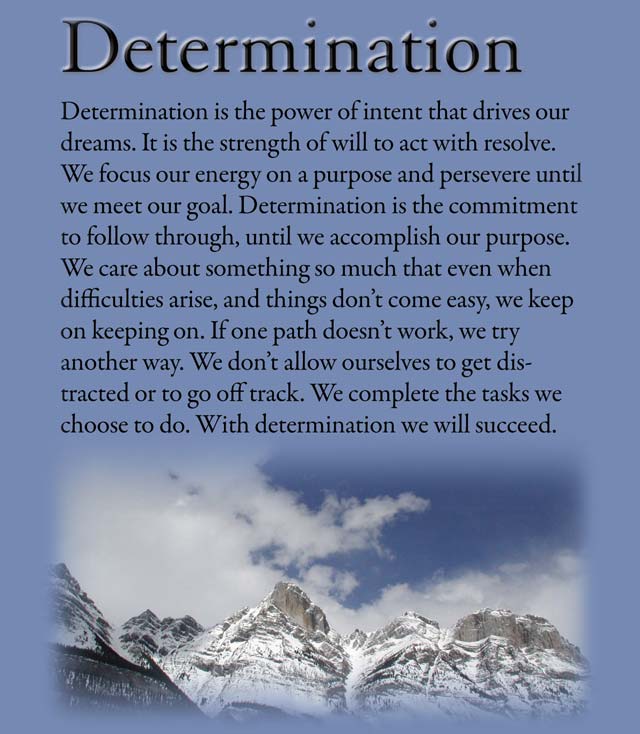 Determination
Determination is the power of intent that drives our
dreams. It is the strength of will to act with resolve.
We focus our energy on a purpose and persevere until
we meet our goal. Determination is the commitment
to follow through, until we accomplish our purpose.
We care about something so much that even when
difficulties arise, and things don't come easy, we keep
on keeping on. If one path doesn't work, we try
another way. We don't allow ourselves to get dis-
tracted or to go off track. We complete the tasks we
choose to do. With determination we will succeed.